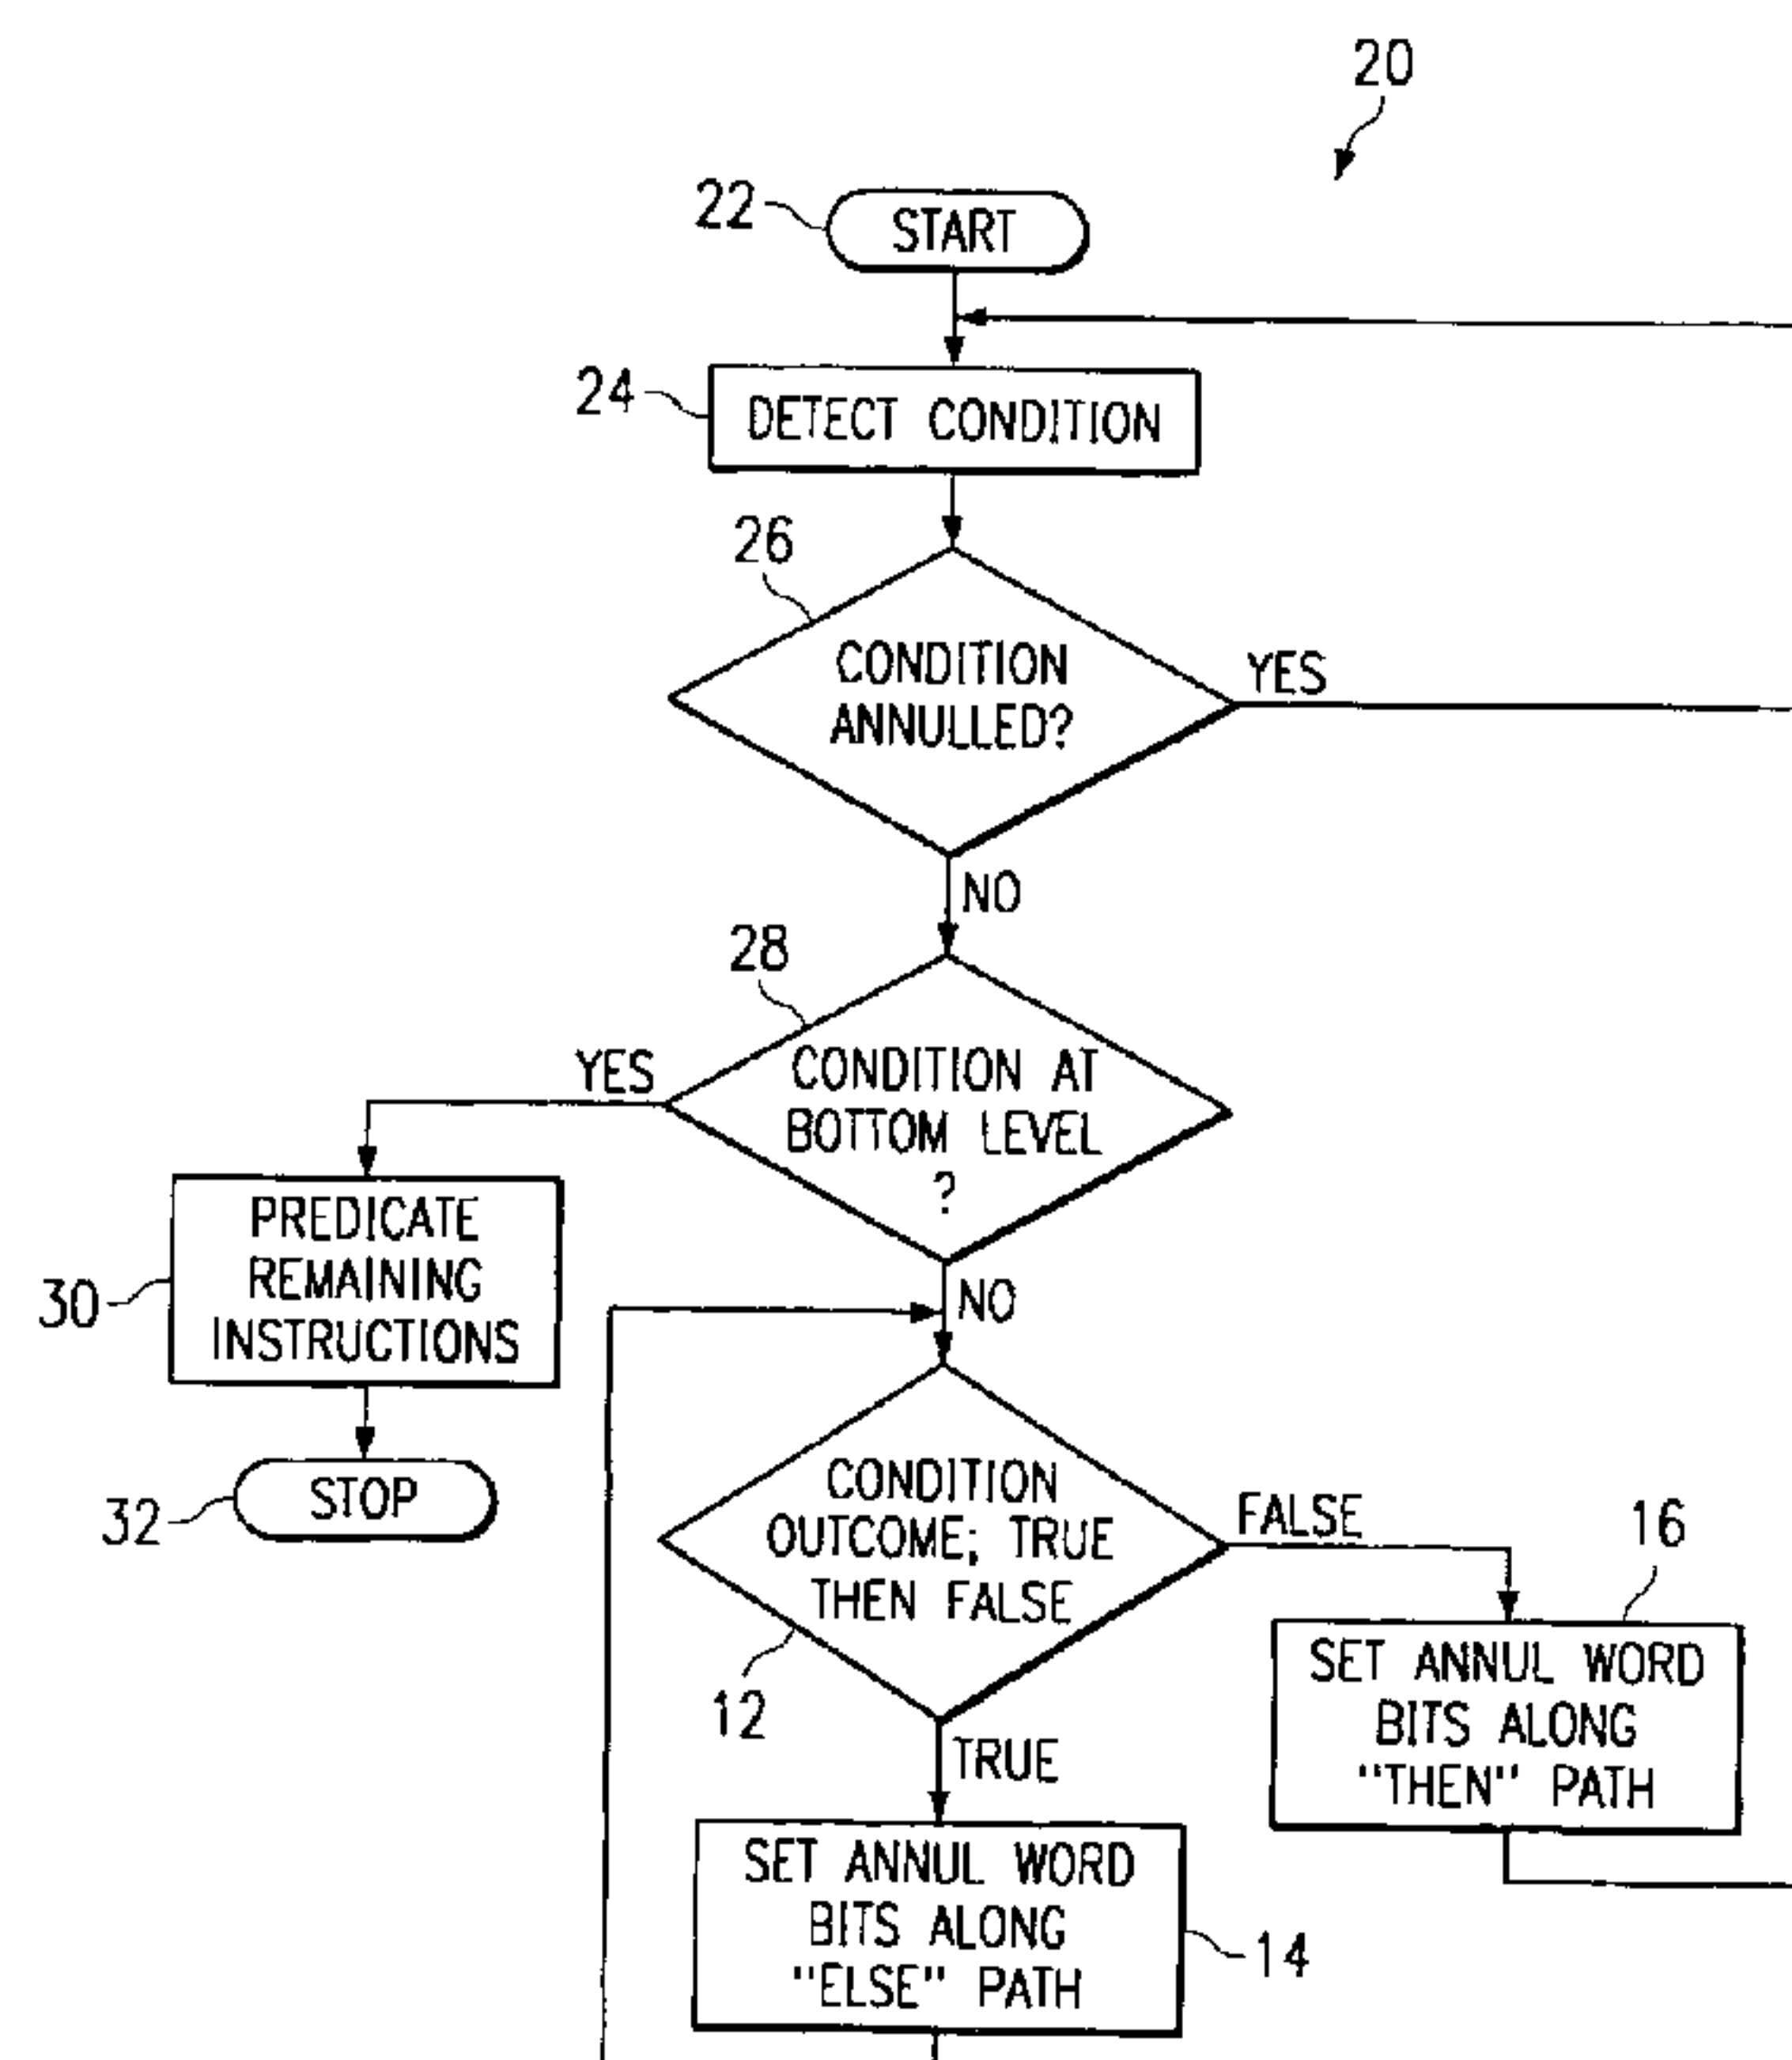 20
22
START
24
DETECT CONDITION
26
CONDITION
ANNULLED?
YES
NO
28
YES
CONDITION AT
BOTTOM LEVEL
?
30
PREDICATE
REMAINING
INSTRUCTIONS
NO
32
STOP
CONDITION
OUTCOME; TRUE
THEN FALSE
FALSE
16
12
SET ANNUL WORD
BITS ALONG
"THEN" PATH
TRUE
SET ANNUL WORD
BITS ALONG
"ELSE" PATH
14